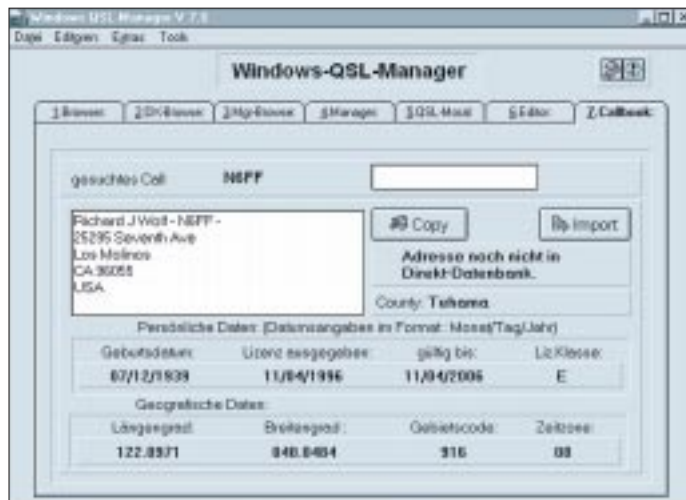 Windows QSL-Manager V 7.0
Datei Editieren Extras Tools
Windows-QSL-Manager
1.Browser 2.DX-Browser 3.Mgr-Browser 4.Manager 5.QSL-Maus! 6.Editor 7.Callbook
gesuchtes Call: N6FF
Richard J Wolf - N6FF -
25295 Seventh Ave
Los Molinos
CA 96055
USA
Copy Import
Adresse noch nicht in
Direkt-Datenbank.
County: Tehama
Persönliche Daten: (Datumsangaben im Format: Monat/Tag/Jahr)
Geburtsdatum: Lizenz ausgegeben: gültig bis: Liz.Klasse:
07/12/1939 11/04/1996 11/04/2006 E
Geografische Daten:
Längengrad: Breitengrad: Gebietscode: Zeitzone:
122.0971 040.0484 916 08